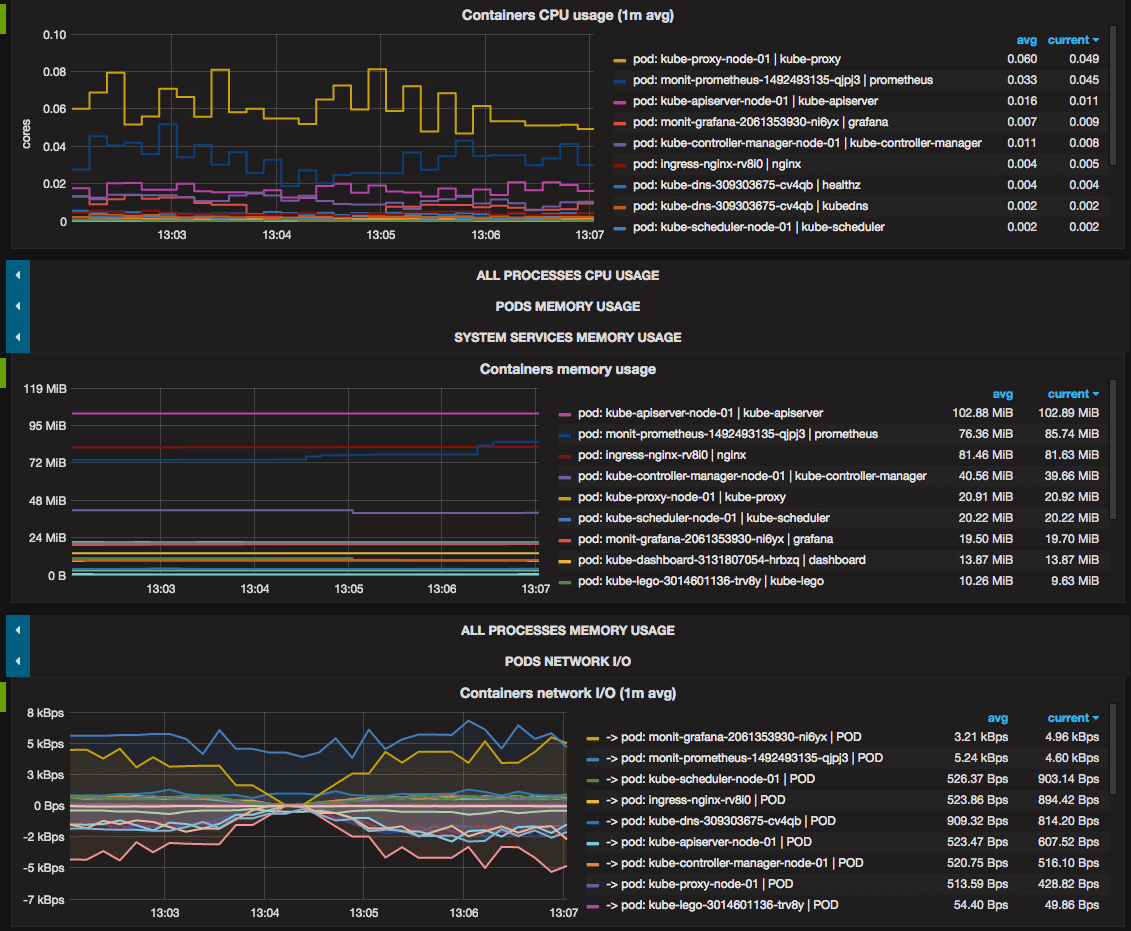 Containers CPU usage (1m avg)
0.10
0.08
0.06
0.04
0.02
0
cores
13:03 13:04 13:05 13:06 13:07
avg current
pod: kube-proxy-node-01 | kube-proxy 0.060 0.049
pod: monit-prometheus-1492493135-qjpj3 | prometheus 0.033 0.045
pod: kube-apiserver-node-01 | kube-apiserver 0.016 0.011
pod: monit-grafana-2061353930-ni6yx | grafana 0.007 0.009
pod: kube-controller-manager-node-01 | kube-controller-manager 0.011 0.008
pod: ingress-nginx-rv8i0 | nginx 0.004 0.005
pod: kube-dns-309303675-cv4qb | healthz 0.004 0.004
pod: kube-dns-309303675-cv4qb | kubedns 0.002 0.002
pod: kube-scheduler-node-01 | kube-scheduler 0.002 0.002
ALL PROCESSES CPU USAGE
PODS MEMORY USAGE
SYSTEM SERVICES MEMORY USAGE
Containers memory usage
119 MiB
95 MiB
72 MiB
48 MiB
24 MiB
0 B
13:03 13:04 13:05 13:06 13:07
avg current
pod: kube-apiserver-node-01 | kube-apiserver 102.88 MiB 102.89 MiB
pod: monit-prometheus-1492493135-qjpj3 | prometheus 76.36 MiB 85.74 MiB
pod: ingress-nginx-rv8i0 | nginx 81.46 MiB 81.63 MiB
pod: kube-controller-manager-node-01 | kube-controller-manager 40.56 MiB 39.66 MiB
pod: kube-proxy-node-01 | kube-proxy 20.91 MiB 20.92 MiB
pod: kube-scheduler-node-01 | kube-scheduler 20.22 MiB 20.22 MiB
pod: monit-grafana-2061353930-ni6yx | grafana 19.50 MiB 19.70 MiB
pod: kube-dashboard-3131807054-hrbzq | dashboard 13.87 MiB 13.87 MiB
pod: kube-lego-3014601136-trv8y | kube-lego 10.26 MiB 9.63 MiB
ALL PROCESSES MEMORY USAGE
PODS NETWORK I/O
Containers network I/O (1m avg)
8 kBps
5 kBps
3 kBps
0 Bps
-2 kBps
-5 kBps
-7 kBps
13:03 13:04 13:05 13:06 13:07
avg current
-> pod: monit-grafana-2061353930-ni6yx | POD 3.21 kBps 4.96 kBps
-> pod: monit-prometheus-1492493135-qjpj3 | POD 5.24 kBps 4.60 kBps
-> pod: kube-scheduler-node-01 | POD 526.37 Bps 903.14 Bps
-> pod: ingress-nginx-rv8i0 | POD 523.86 Bps 894.42 Bps
-> pod: kube-dns-309303675-cv4qb | POD 909.32 Bps 814.20 Bps
-> pod: kube-apiserver-node-01 | POD 523.47 Bps 607.52 Bps
-> pod: kube-controller-manager-node-01 | POD 520.75 Bps 516.10 Bps
-> pod: kube-proxy-node-01 | POD 513.59 Bps 428.82 Bps
-> pod: kube-lego-3014601136-trv8y | POD 54.40 Bps 49.86 Bps